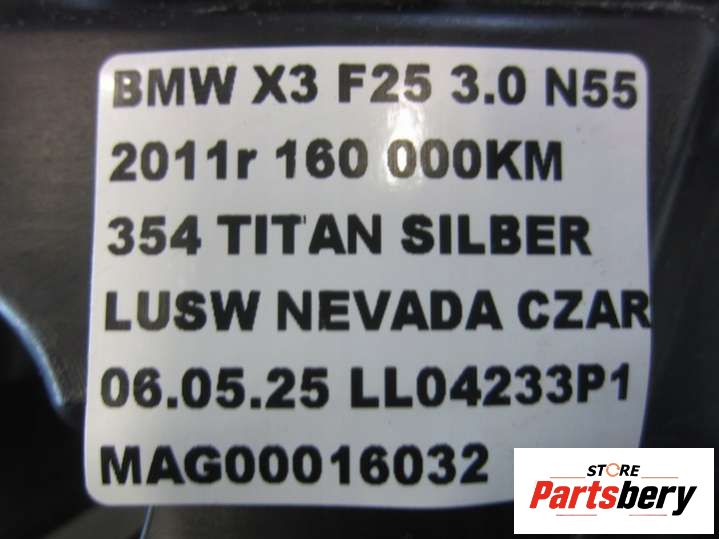 BMW X3 F25 3.0 N55
2011r 160 000KM
354 TITAN SILBER
LUSW NEVADA CZAR
06.05.25 LL04233P1
MAG00016032
STORE
Partsbery